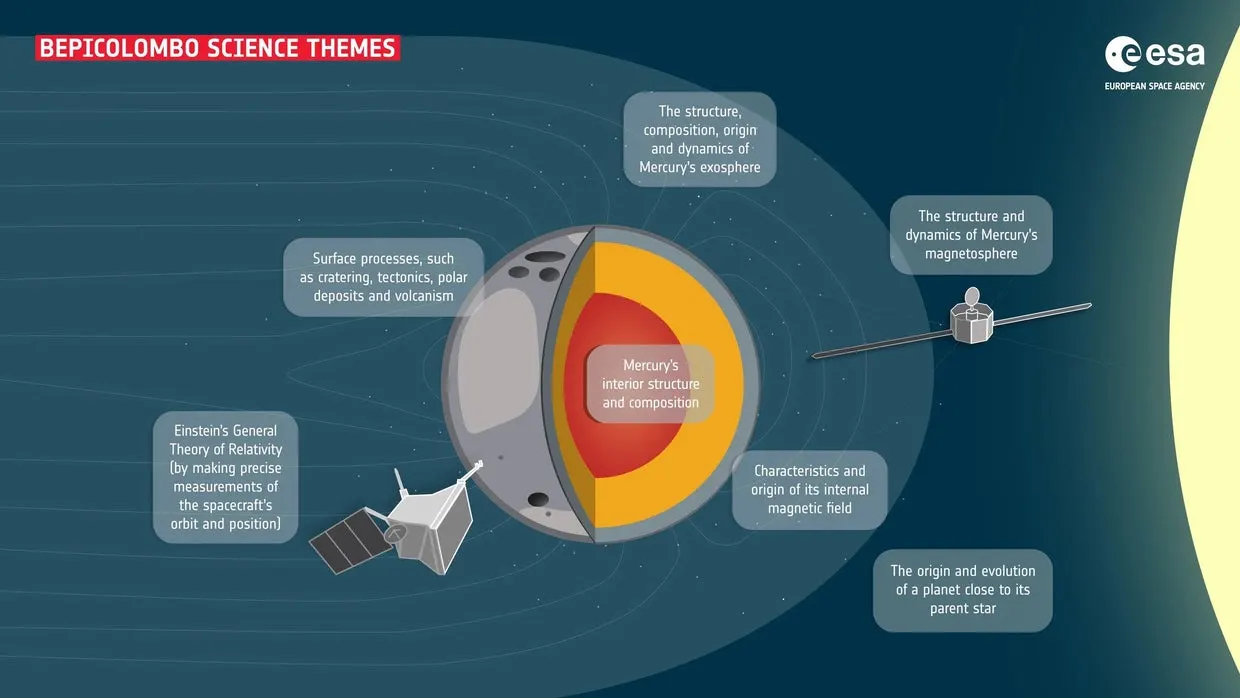 BEPICOLOMBO SCIENCE THEMES
esa
EUROPEAN SPACE AGENCY
The structure,
composition, origin
and dynamics of
Mercury's exosphere
The structure and
dynamics of Mercury's
magnetosphere
Surface processes, such
as cratering, tectonics, polar
deposits and volcanism
Mercury's
interior structure
and composition
Einstein's General
Theory of Relativity
(by making precise
measurements of
the spacecraft's
orbit and position)
Characteristics and
origin of its internal
magnetic field
The origin and evolution
of a planet close to its
parent star